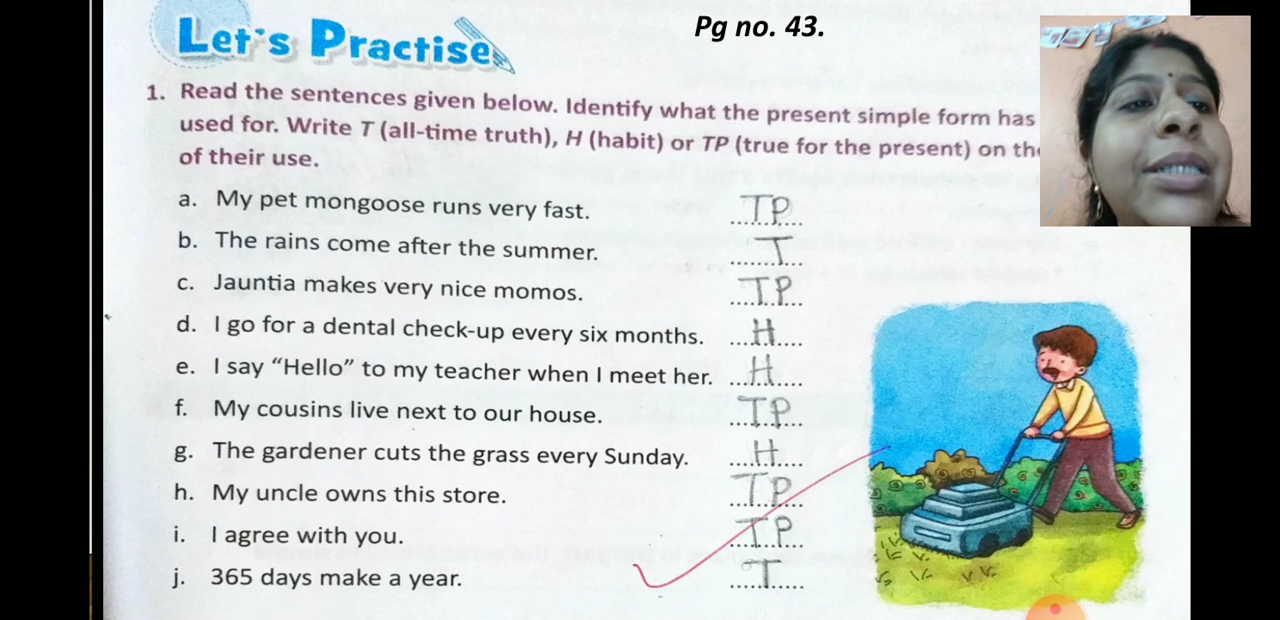 Pg no. 43.
Let's Practise
1. Read the sentences given below. Identify what the present simple form has
used for. Write T (all-time truth), H (habit) or TP (true for the present) on
of their use.
a. My pet mongoose runs very fast. TP
b. The rains come after the summer. T
c. Jauntia makes very nice momos. TP
d. I go for a dental check-up every six months. H
e. I say “Hello” to my teacher when I meet her. H
f. My cousins live next to our house. TP
g. The gardener cuts the grass every Sunday. H
h. My uncle owns this store. TP
i. I agree with you. TP
j. 365 days make a year. T